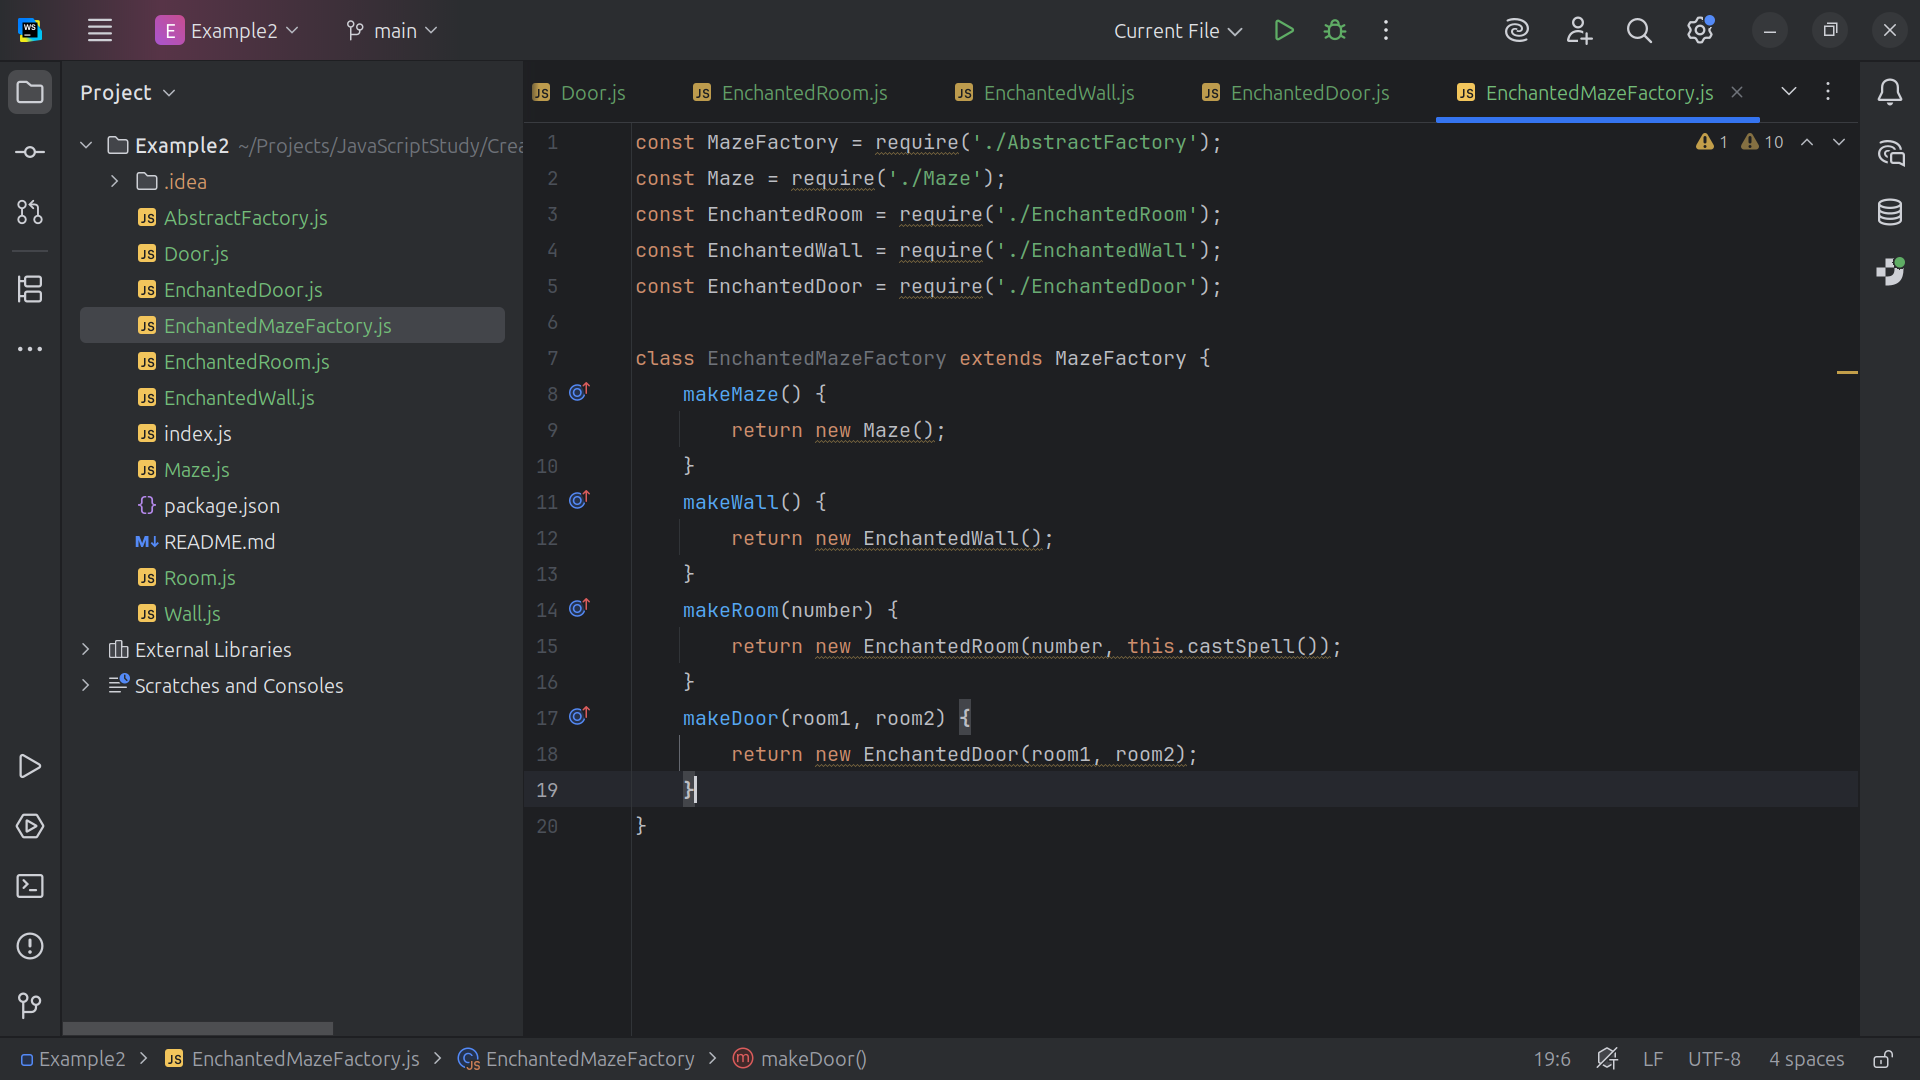 WS
E Example2
main
Current File
Project
Door.js
EnchantedRoom.js
EnchantedWall.js
EnchantedDoor.js
EnchantedMazeFactory.js
Example2 ~/Projects/JavaScriptStudy/Crea
.idea
AbstractFactory.js
Door.js
EnchantedDoor.js
EnchantedMazeFactory.js
EnchantedRoom.js
EnchantedWall.js
index.js
Maze.js
package.json
README.md
Room.js
Wall.js
External Libraries
Scratches and Consoles
1 10
1 const MazeFactory = require('./AbstractFactory');
2 const Maze = require('./Maze');
3 const EnchantedRoom = require('./EnchantedRoom');
4 const EnchantedWall = require('./EnchantedWall');
5 const EnchantedDoor = require('./EnchantedDoor');
6
7 class EnchantedMazeFactory extends MazeFactory {
8 makeMaze() {
9 return new Maze();
10 }
11 makeWall() {
12 return new EnchantedWall();
13 }
14 makeRoom(number) {
15 return new EnchantedRoom(number, this.castSpell());
16 }
17 makeDoor(room1, room2) {
18 return new EnchantedDoor(room1, room2);
19 }
20 }
Example2 > JS EnchantedMazeFactory.js > EnchantedMazeFactory > m makeDoor()
19:6 LF UTF-8 4 spaces